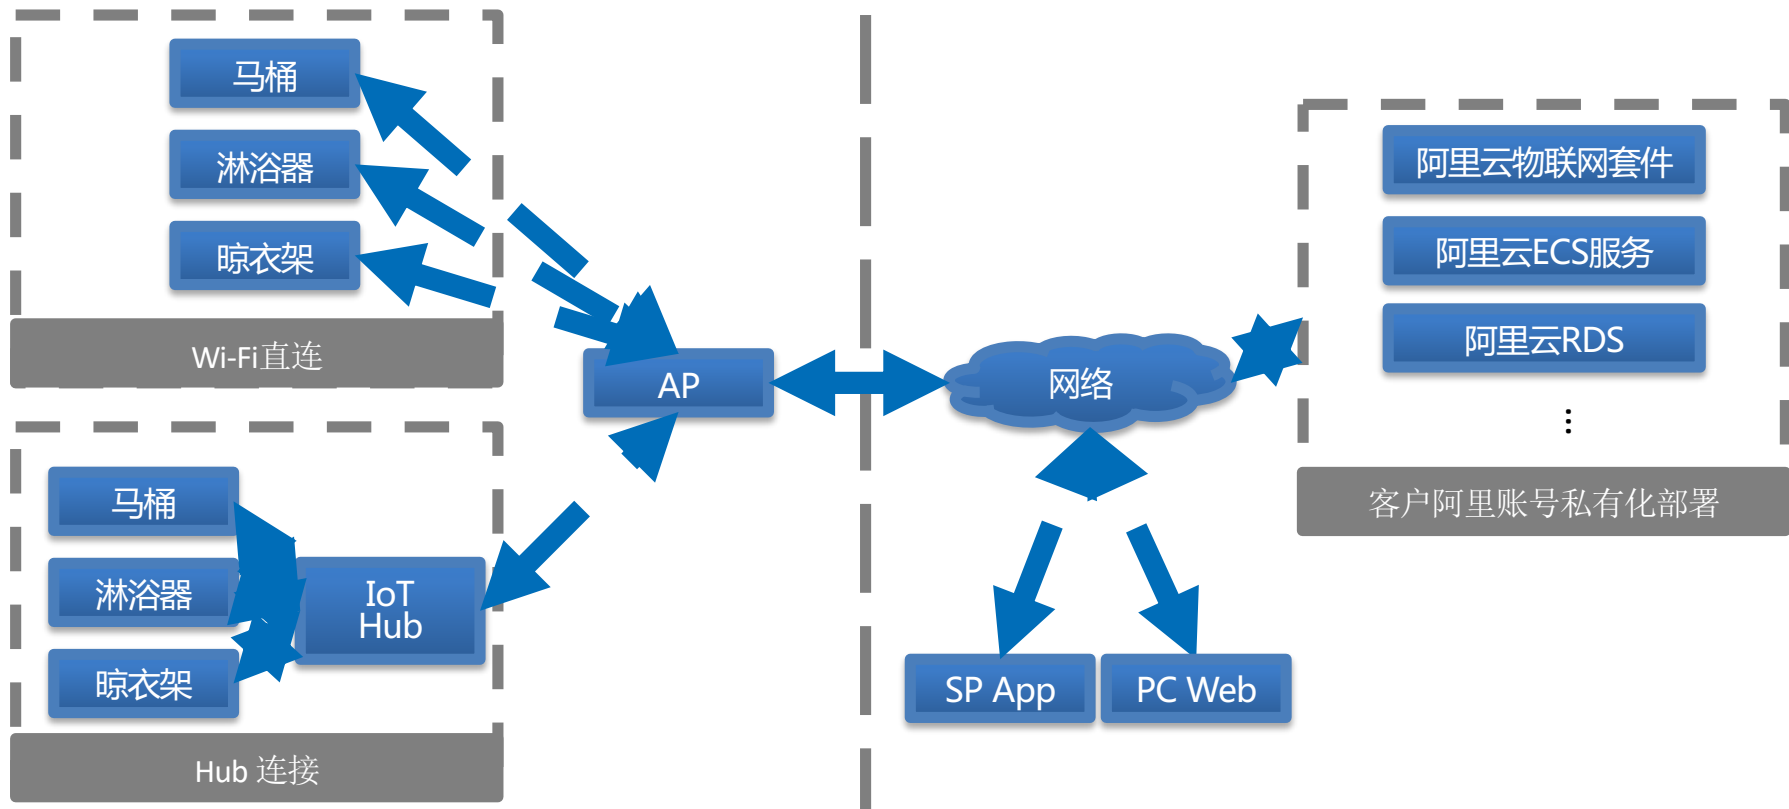 马桶
淋浴器
晾衣架
Wi-Fi直连
马桶
淋浴器
晾衣架
IoT
Hub
Hub 连接
AP
网络
SP App
PC Web
阿里云物联网套件
阿里云ECS服务
阿里云RDS
...
客户阿里账号私有化部署